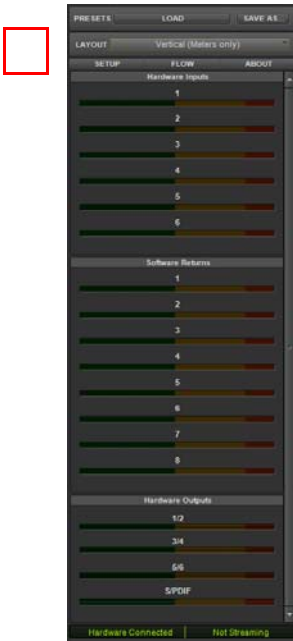 PRESETS LOAD SAVE AS...
LAYOUT Vertical (Meters only)
SETUP FLOW ABOUT
Hardware Inputs
1
2
3
4
5
6
Software Returns
1
2
3
4
5
6
7
8
Hardware Outputs
1/2
3/4
5/6
S/PDIF
Hardware Connected Not Streaming